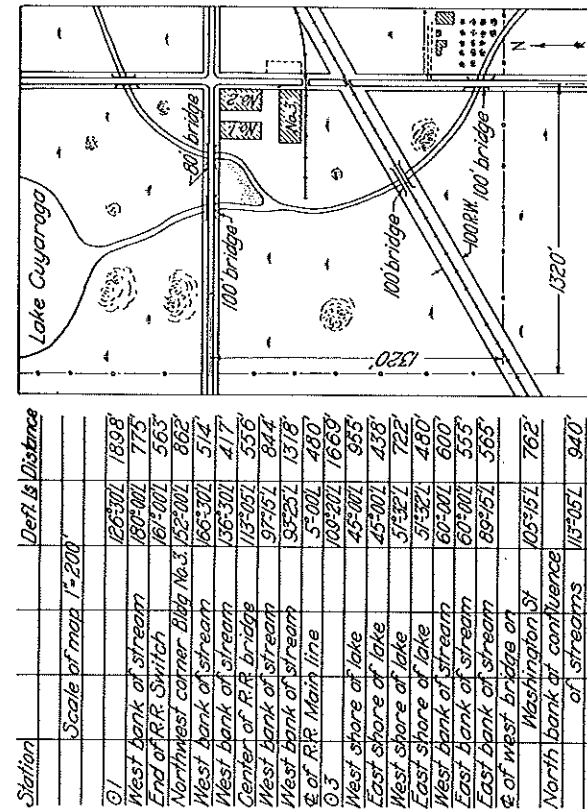 Station Defl. ∠s Distance
Scale of map 1"=200'
⊙1 126°-30'L 1898'
West bank of stream 180°-00'L 775'
End of R.R. Switch 161°-00'L 563'
Northwest corner Bldg No.3. 152°-00'L 862'
West bank of stream 166°-30'L 514'
West bank of stream 136°-30'L 417'
Center of R.R. bridge 113°-05'L 556'
West bank of stream 97°-15'L 844'
West bank of stream 93°-25'L 1318'
℄ of R.R. Main line 5°-00'L 480'
⊙3 100°-20'L 1669'
West shore of lake 45°-00'L 955'
East shore of lake 45°-00'L 438'
West shore of lake 51°-32'L 722'
East shore of lake 51°-32'L 480'
West bank of stream 60°-00'L 600'
East bank of stream 60°-00'L 555'
East bank of stream 89°-15'L 565'
℄ of west bridge on
Washington St 105°-15'L 762'
North bank at confluence
of streams 113°-05'L 940'
Lake Cuyaroga
80' bridge
100' bridge
No.1
No.2
No.3
100' bridge
100' R.W.
100' bridge
1320'
1320'
N